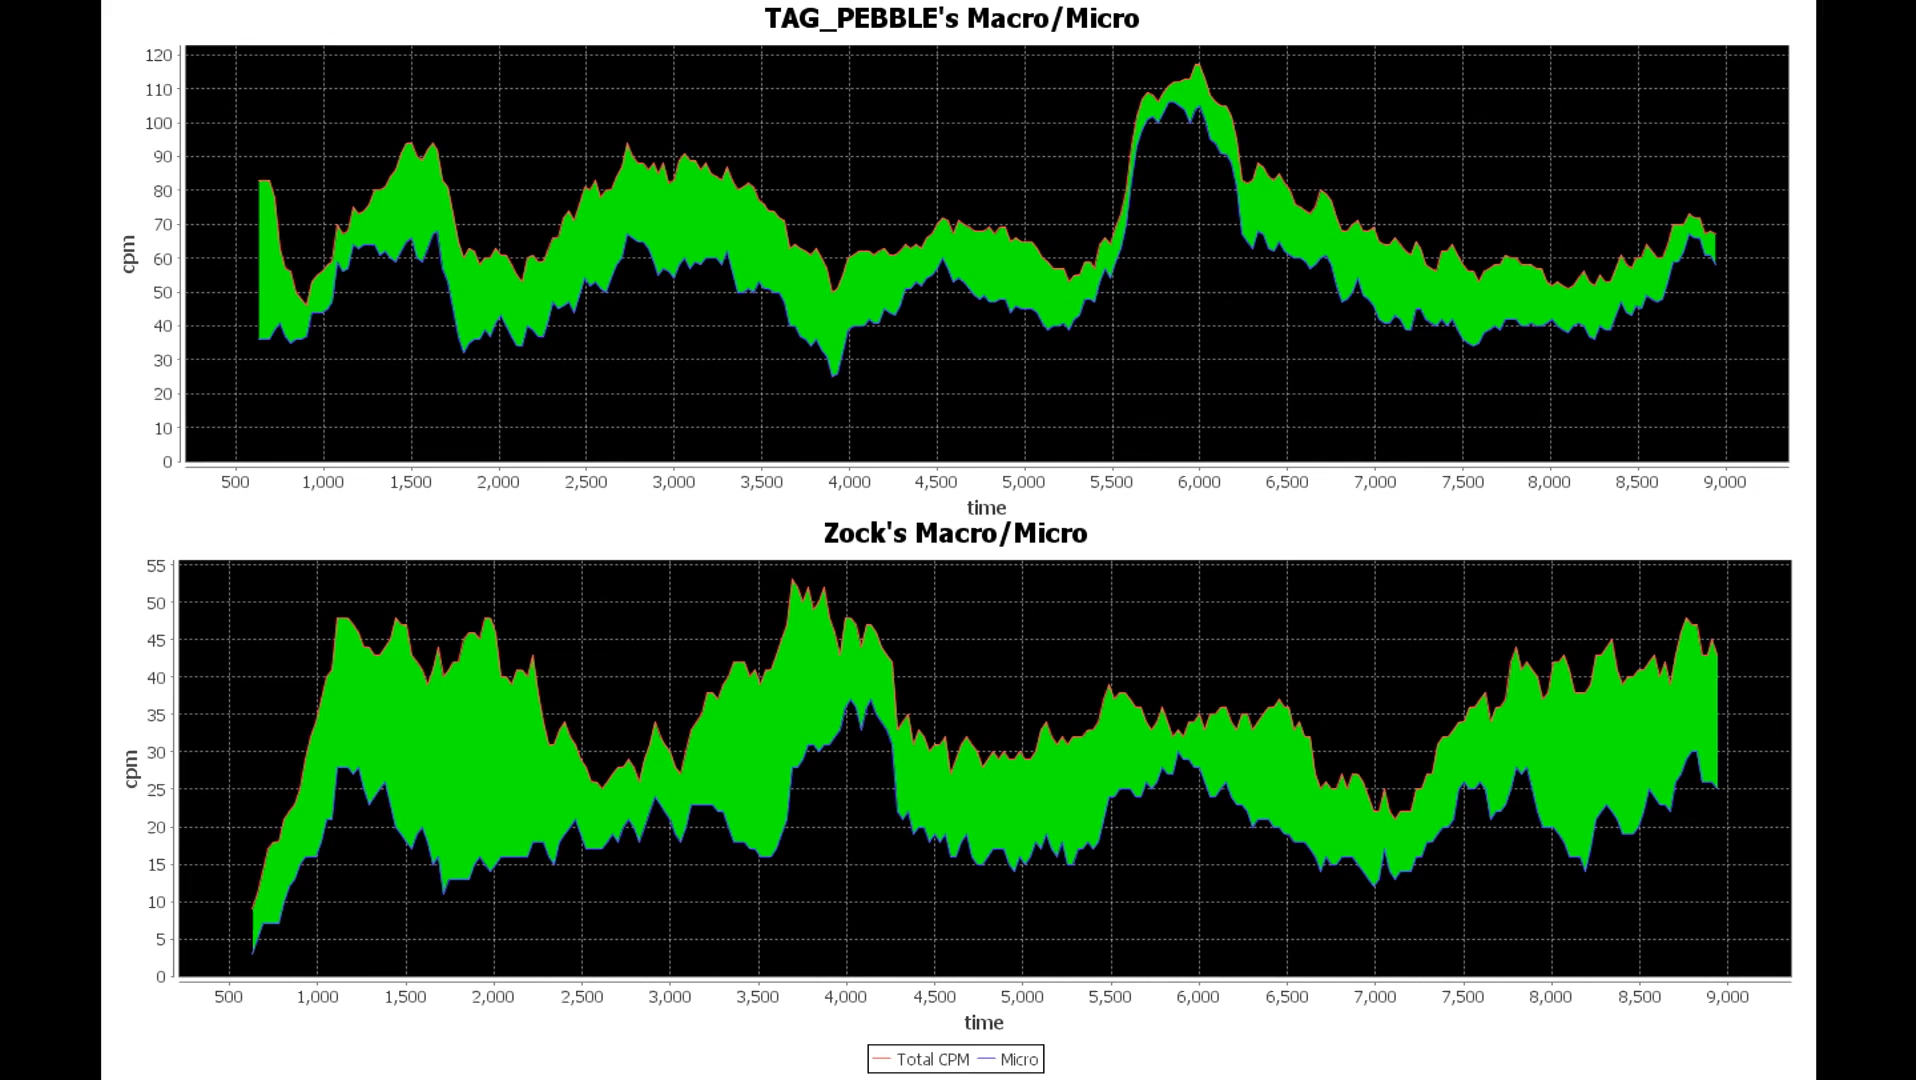 TAG_PEBBLE's Macro/Micro
120
110
100
90
80
70
60
50
40
30
20
10
0
cpm
500 1,000 1,500 2,000 2,500 3,000 3,500 4,000 4,500 5,000 5,500 6,000 6,500 7,000 7,500 8,000 8,500 9,000
time
Zock's Macro/Micro
55
50
45
40
35
30
25
20
15
10
5
0
cpm
500 1,000 1,500 2,000 2,500 3,000 3,500 4,000 4,500 5,000 5,500 6,000 6,500 7,000 7,500 8,000 8,500 9,000
time
Total CPM Micro